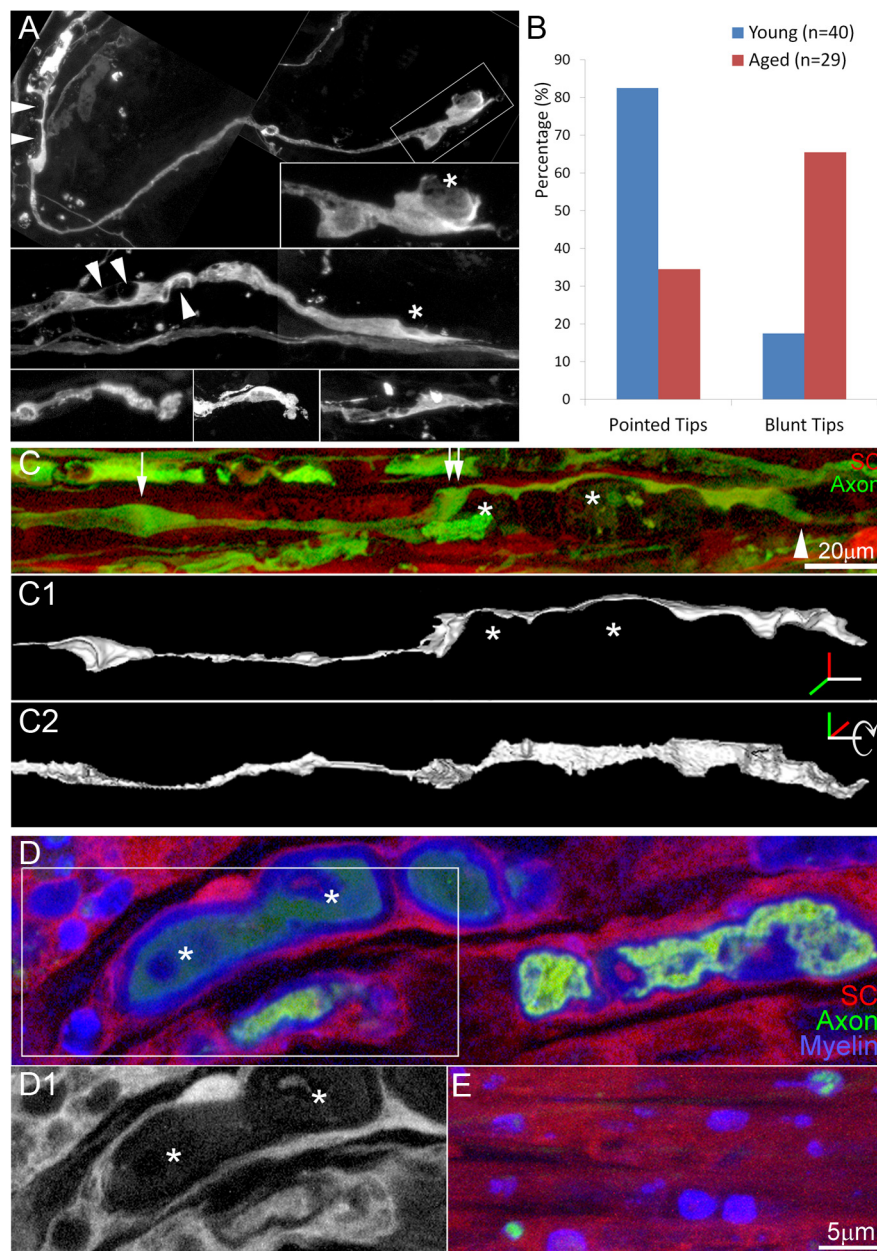 A
*
*
B
Young (n=40)
Aged (n=29)
Percentage (%)
90
80
70
60
50
40
30
20
10
0
Pointed Tips
Blunt Tips
C
SC
Axon
*
*
20μm
C1
*
*
C2
D
*
*
SC
Axon
Myelin
D1
*
*
E
5μm